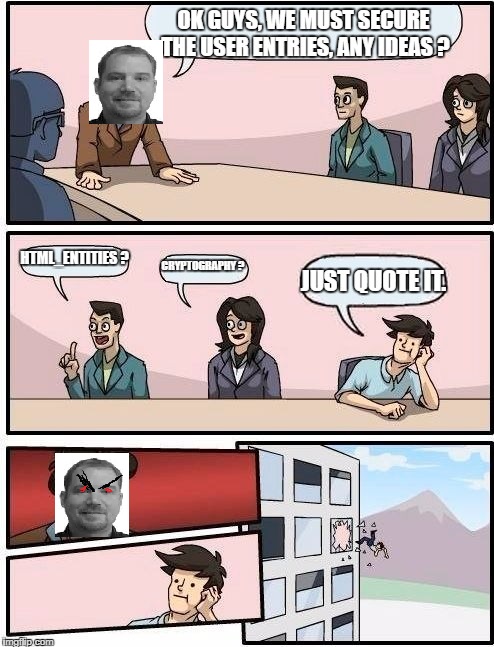 OK GUYS, WE MUST SECURE
THE USER ENTRIES, ANY IDEAS ?
HTML_ENTITIES ?
CRYPTOGRAPHY ?
JUST QUOTE IT.
imgflip.com